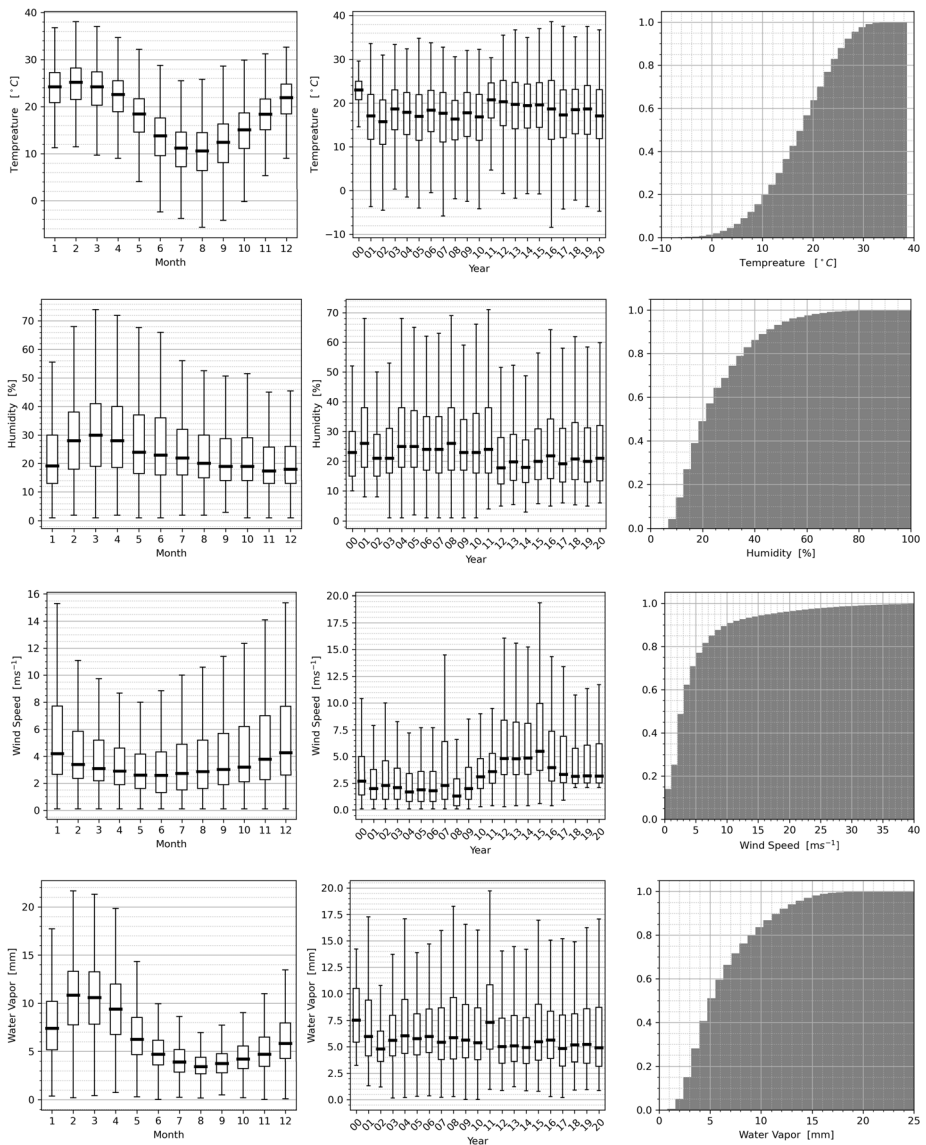 40
30
20
10
0
1 2 3 4 5 6 7 8 9 10 11 12
Month
Tempreature [°C]
40
30
20
10
0
−10
00 01 02 03 04 05 06 07 08 09 10 11 12 13 14 15 16 17 18 19 20
Year
Tempreature [°C]
1.0
0.8
0.6
0.4
0.2
0.0
−10 0 10 20 30 40
Tempreature [°C]
70
60
50
40
30
20
10
0
1 2 3 4 5 6 7 8 9 10 11 12
Month
Humidity [%]
70
60
50
40
30
20
10
0
00 01 02 03 04 05 06 07 08 09 10 11 12 13 14 15 16 17 18 19 20
Year
Humidity [%]
1.0
0.8
0.6
0.4
0.2
0.0
0 20 40 60 80 100
Humidity [%]
16
14
12
10
8
6
4
2
0
1 2 3 4 5 6 7 8 9 10 11 12
Month
Wind Speed [ms⁻¹]
20.0
17.5
15.0
12.5
10.0
7.5
5.0
2.5
0.0
00 01 02 03 04 05 06 07 08 09 10 11 12 13 14 15 16 17 18 19 20
Year
Wind Speed [ms⁻¹]
1.0
0.8
0.6
0.4
0.2
0.0
0 5 10 15 20 25 30 35 40
Wind Speed [ms⁻¹]
20
15
10
5
0
1 2 3 4 5 6 7 8 9 10 11 12
Month
Water Vapor [mm]
20.0
17.5
15.0
12.5
10.0
7.5
5.0
2.5
0.0
00 01 02 03 04 05 06 07 08 09 10 11 12 13 14 15 16 17 18 19 20
Year
Water Vapor [mm]
1.0
0.8
0.6
0.4
0.2
0.0
0 5 10 15 20 25
Water Vapor [mm]